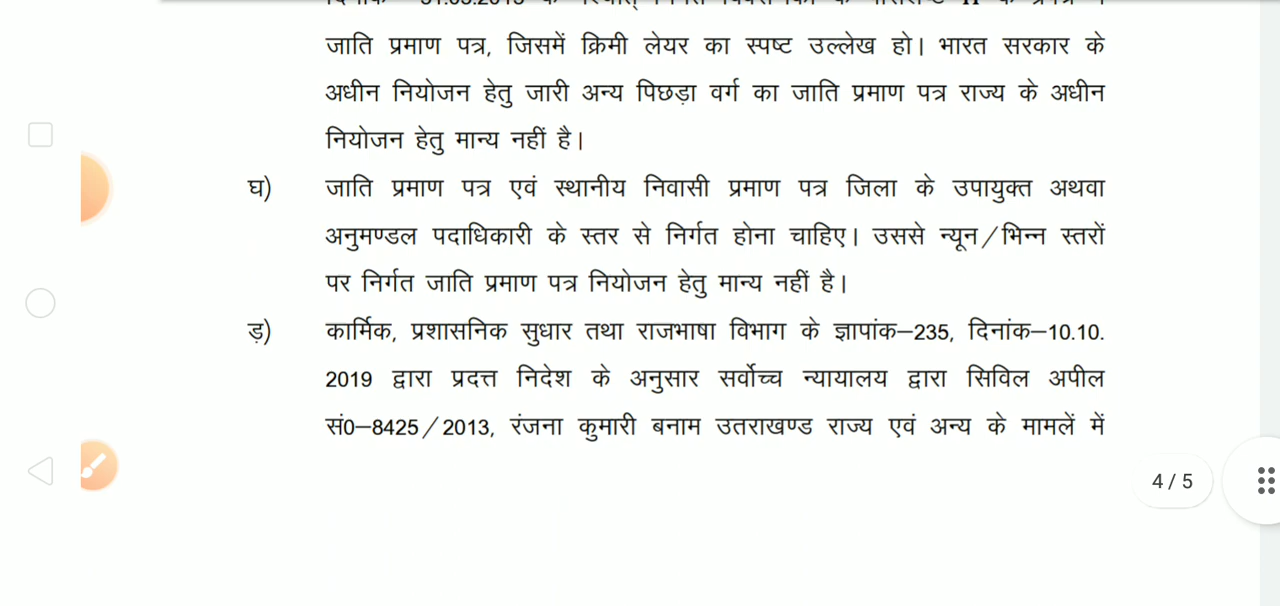 जाति प्रमाण पत्र, जिसमें क्रिमी लेयर का स्पष्ट उल्लेख हो। भारत सरकार के
अधीन नियोजन हेतु जारी अन्य पिछड़ा वर्ग का जाति प्रमाण पत्र राज्य के अधीन
नियोजन हेतु मान्य नहीं है।
घ) जाति प्रमाण पत्र एवं स्थानीय निवासी प्रमाण पत्र जिला के उपायुक्त अथवा
अनुमण्डल पदाधिकारी के स्तर से निर्गत होना चाहिए। उससे न्यून/भिन्न स्तरों
पर निर्गत जाति प्रमाण पत्र नियोजन हेतु मान्य नहीं है।
ड़) कार्मिक, प्रशासनिक सुधार तथा राजभाषा विभाग के ज्ञापांक–235, दिनांक–10.10.
2019 द्वारा प्रदत्त निदेश के अनुसार सर्वोच्च न्यायालय द्वारा सिविल अपील
सं0–8425/2013, रंजना कुमारी बनाम उतराखण्ड राज्य एवं अन्य के मामलें में
4 / 5